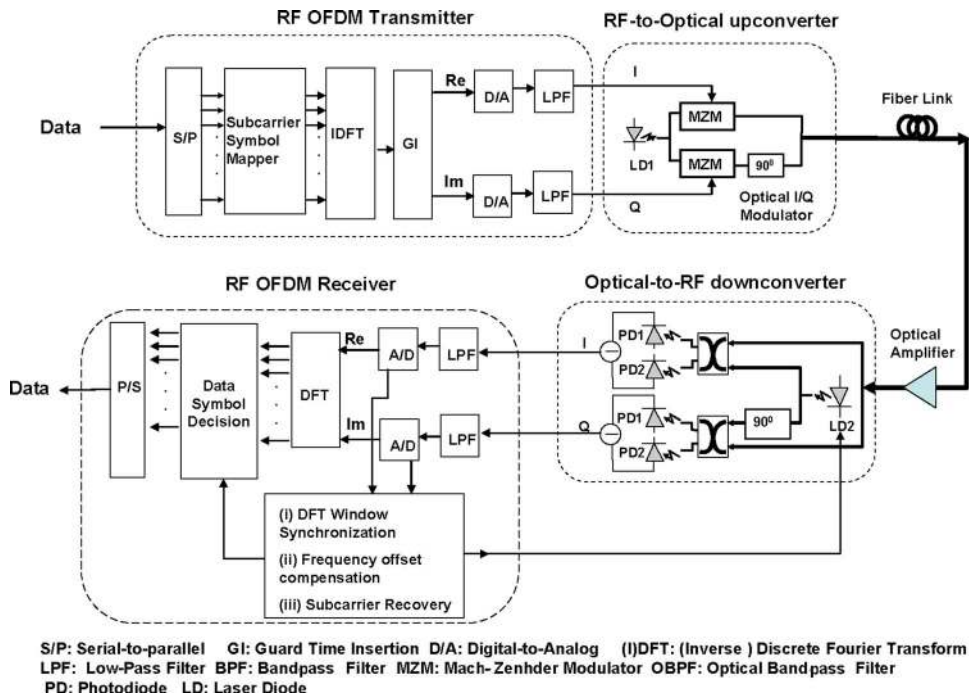 RF OFDM Transmitter
RF-to-Optical upconverter
Data
S/P
Subcarrier
Symbol
Mapper
IDFT
GI
Re
D/A
LPF
I
Im
D/A
LPF
Q
MZM
LD1
MZM
90⁰
Optical I/Q
Modulator
Fiber Link
RF OFDM Receiver
Optical-to-RF downconverter
Data
P/S
Data
Symbol
Decision
DFT
Re
A/D
LPF
I
PD1
PD2
Im
A/D
LPF
Q
PD1
PD2
90⁰
LD2
Optical
Amplifier
(i) DFT Window
Synchronization
(ii) Frequency offset
compensation
(iii) Subcarrier Recovery
S/P: Serial-to-parallel GI: Guard Time Insertion D/A: Digital-to-Analog (I)DFT: (Inverse ) Discrete Fourier Transform
LPF: Low-Pass Filter BPF: Bandpass Filter MZM: Mach- Zenhder Modulator OBPF: Optical Bandpass Filter
PD: Photodiode LD: Laser Diode